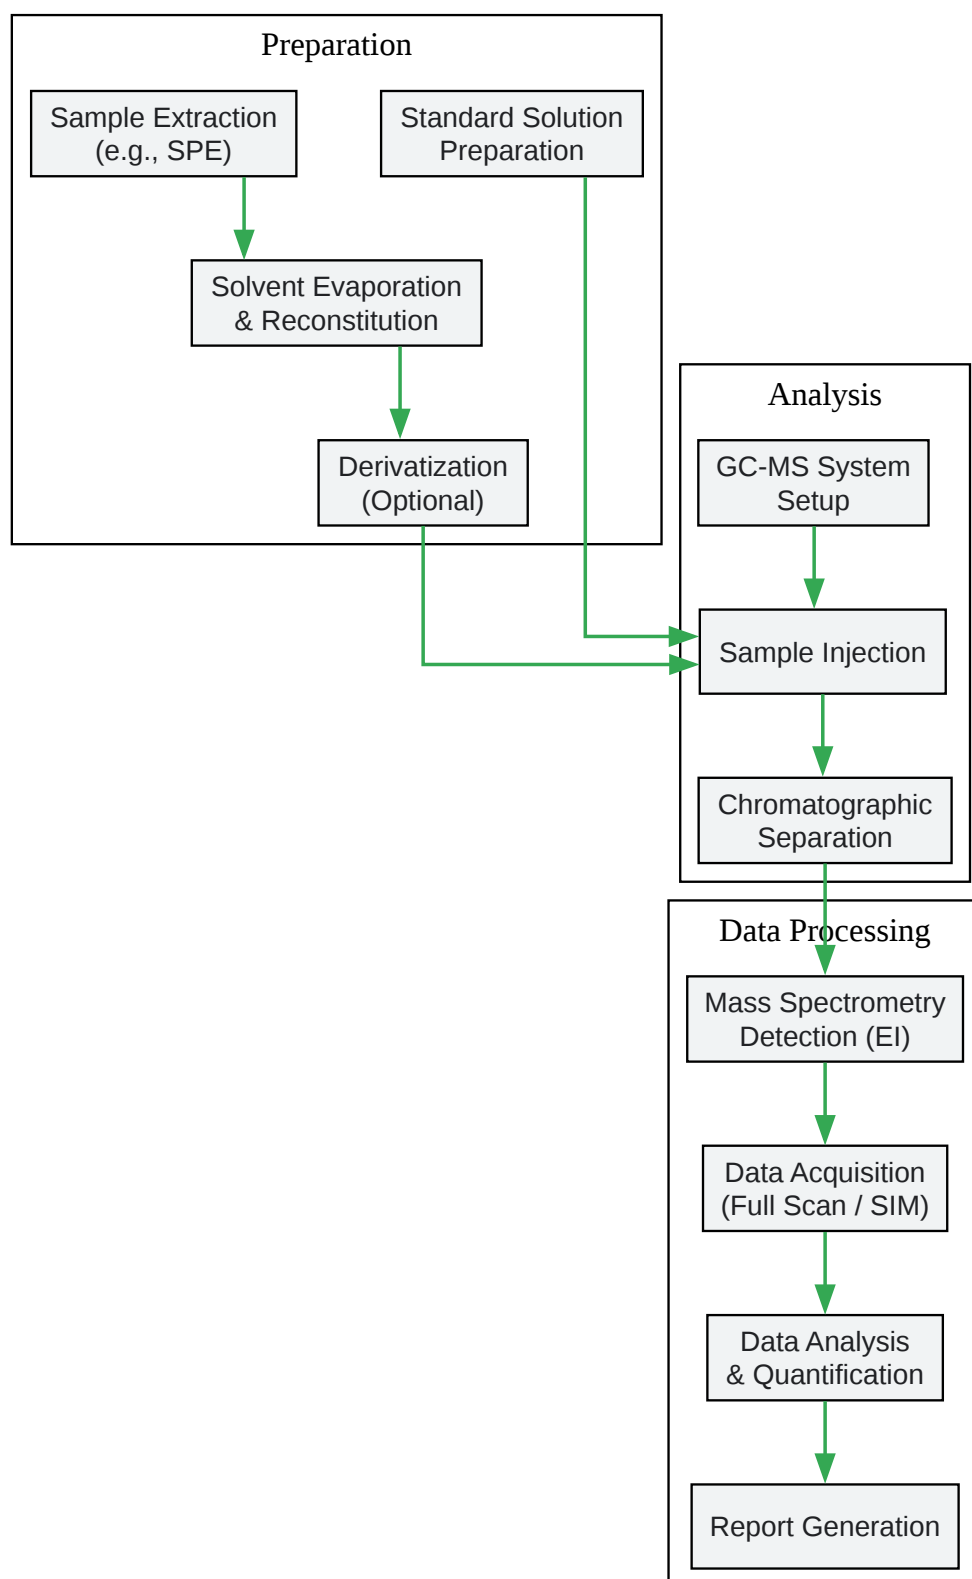 Preparation
Sample Extraction
(e.g., SPE)
Standard Solution
Preparation
Solvent Evaporation
& Reconstitution
Derivatization
(Optional)
Analysis
GC-MS System
Setup
Sample Injection
Chromatographic
Separation
Data Processing
Mass Spectrometry
Detection (EI)
Data Acquisition
(Full Scan / SIM)
Data Analysis
& Quantification
Report Generation